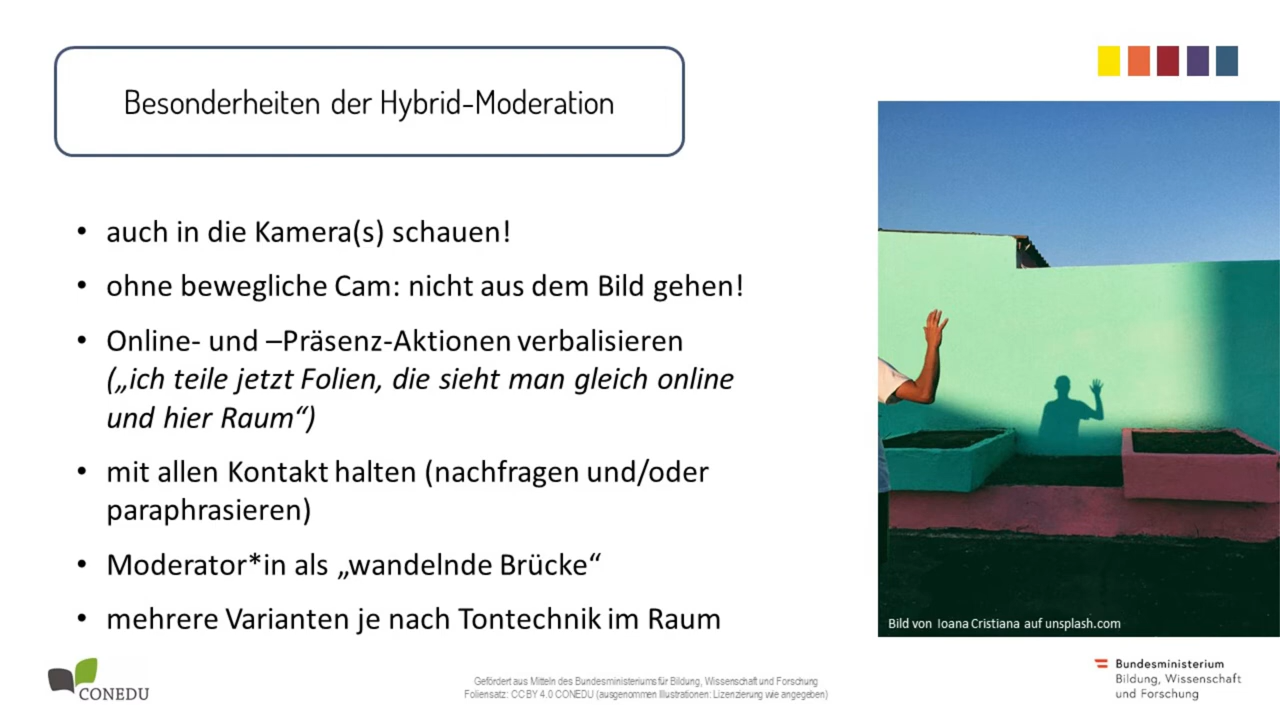 Besonderheiten der Hybrid-Moderation
• auch in die Kamera(s) schauen!
• ohne bewegliche Cam: nicht aus dem Bild gehen!
• Online- und –Präsenz-Aktionen verbalisieren
(„ich teile jetzt Folien, die sieht man gleich online
und hier Raum“)
• mit allen Kontakt halten (nachfragen und/oder
paraphrasieren)
• Moderator*in als „wandelnde Brücke“
• mehrere Varianten je nach Tontechnik im Raum
Bild von Ioana Cristiana auf unsplash.com
CONEDU
Gefördert aus Mitteln des Bundesministeriums für Bildung, Wissenschaft und Forschung
Foliensatz: CC BY 4.0 CONEDU (ausgenommen Illustrationen: Lizenzierung wie angegeben)
Bundesministerium
Bildung, Wissenschaft
und Forschung